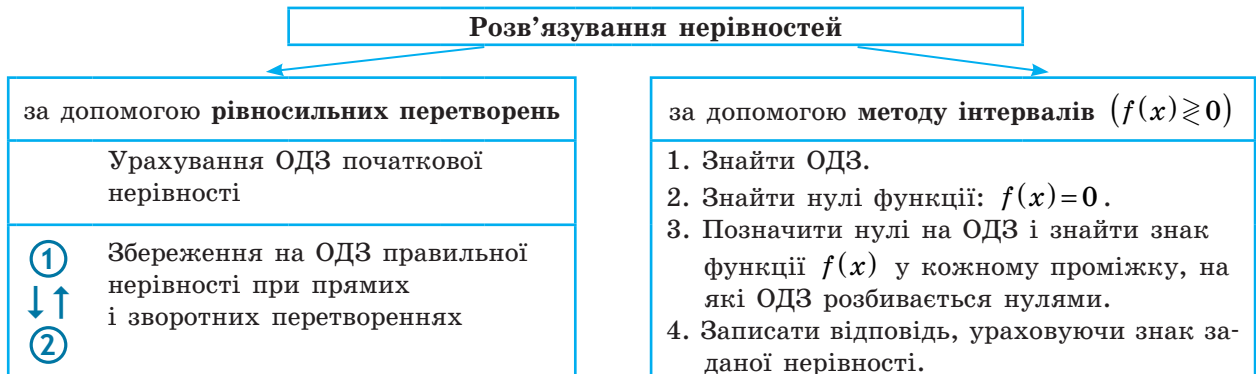 Розв’язування нерівностей
за допомогою рівносильних перетворень
Урахування ОДЗ початкової
нерівності
①
↓↑
②
Збереження на ОДЗ правильної
нерівності при прямих
і зворотних перетвореннях
за допомогою методу інтервалів (f(x)≷0)
1. Знайти ОДЗ.
2. Знайти нулі функції: f(x)=0.
3. Позначити нулі на ОДЗ і знайти знак
функції f(x) у кожному проміжку, на
які ОДЗ розбивається нулями.
4. Записати відповідь, ураховуючи знак за-
даної нерівності.